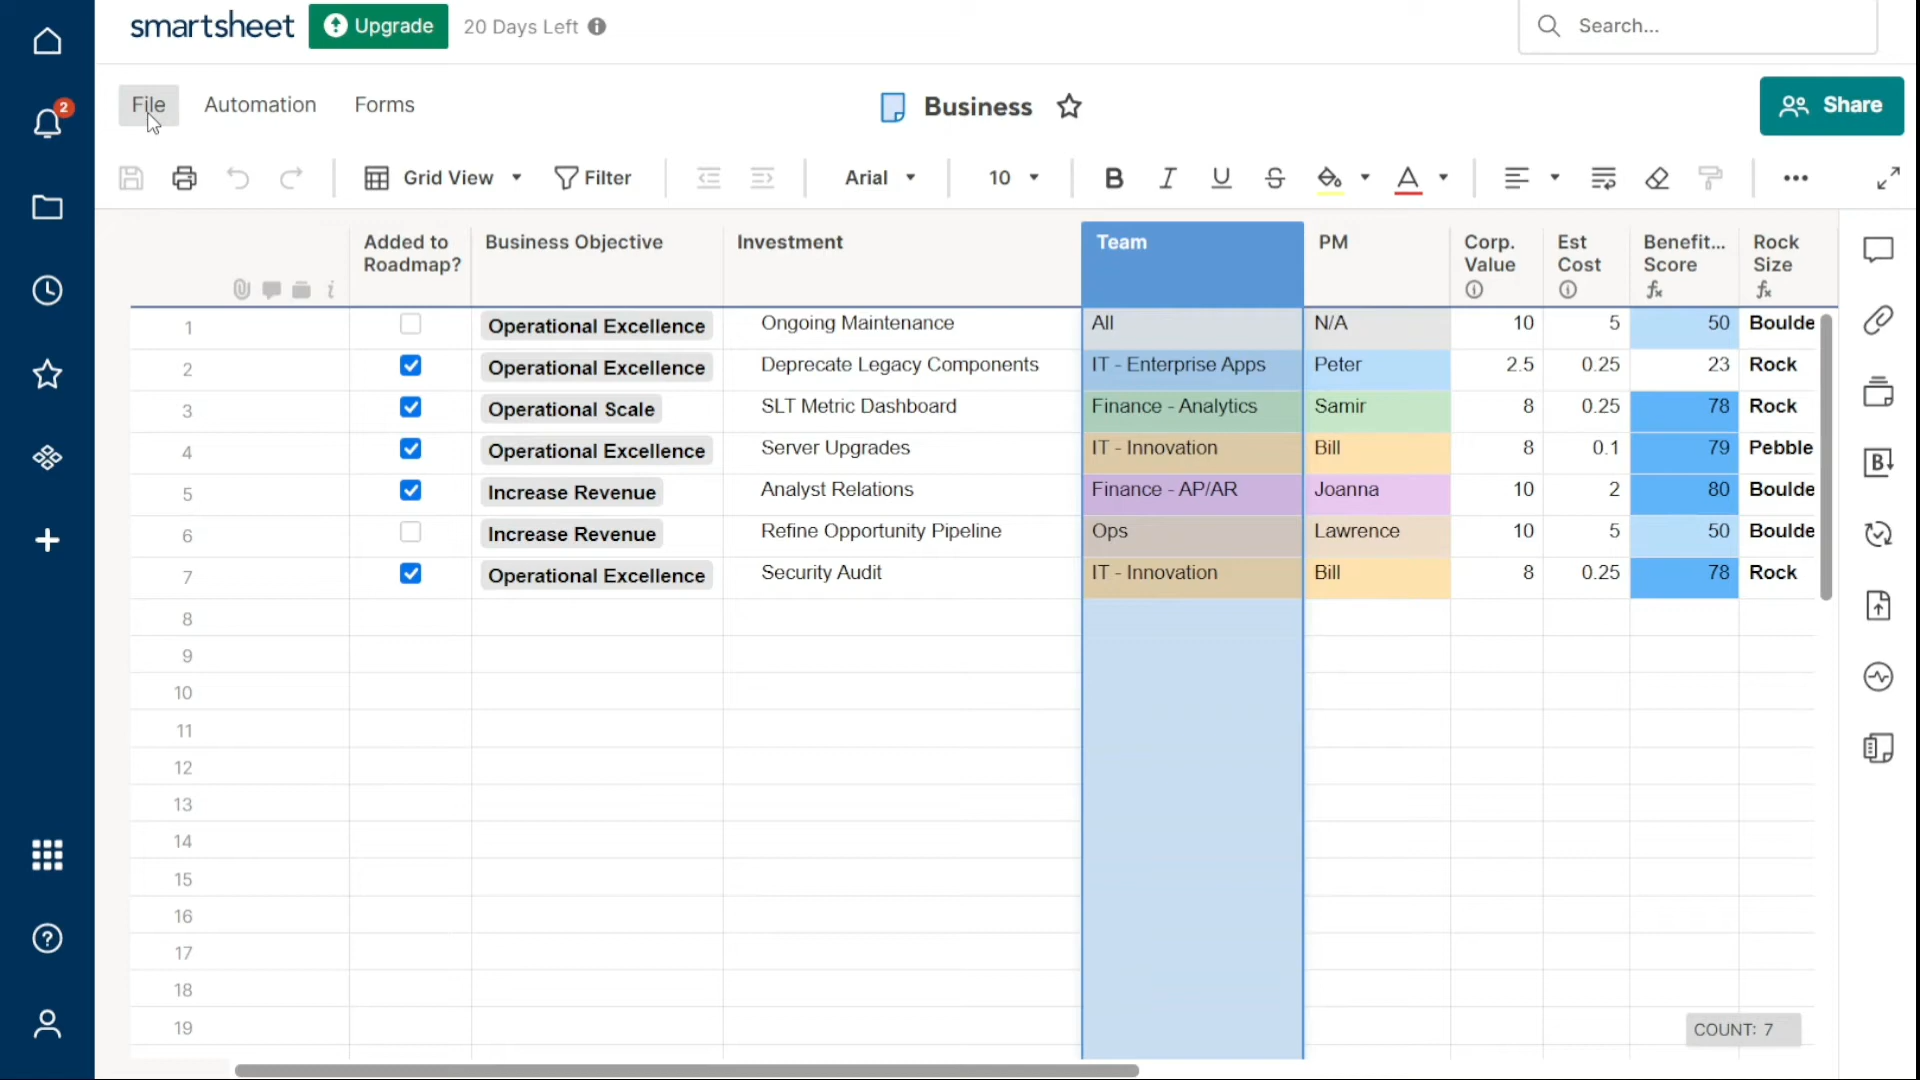 smartsheet Upgrade 20 Days Left Search...
2
File Automation Forms Business Share
Grid View Filter Arial 10 B I U S A
Added to Roadmap? Business Objective Investment Team PM Corp. Value Est Cost Benefit... Score fx Rock Size fx
1 Operational Excellence Ongoing Maintenance All N/A 10 5 50 Boulde
2 Operational Excellence Deprecate Legacy Components IT - Enterprise Apps Peter 2.5 0.25 23 Rock
3 Operational Scale SLT Metric Dashboard Finance - Analytics Samir 8 0.25 78 Rock
4 Operational Excellence Server Upgrades IT - Innovation Bill 8 0.1 79 Pebble
5 Increase Revenue Analyst Relations Finance - AP/AR Joanna 10 2 80 Boulde
6 Increase Revenue Refine Opportunity Pipeline Ops Lawrence 10 5 50 Boulde
7 Operational Excellence Security Audit IT - Innovation Bill 8 0.25 78 Rock
8
9
10
11
12
13
14
15
16
17
18
19
COUNT: 7